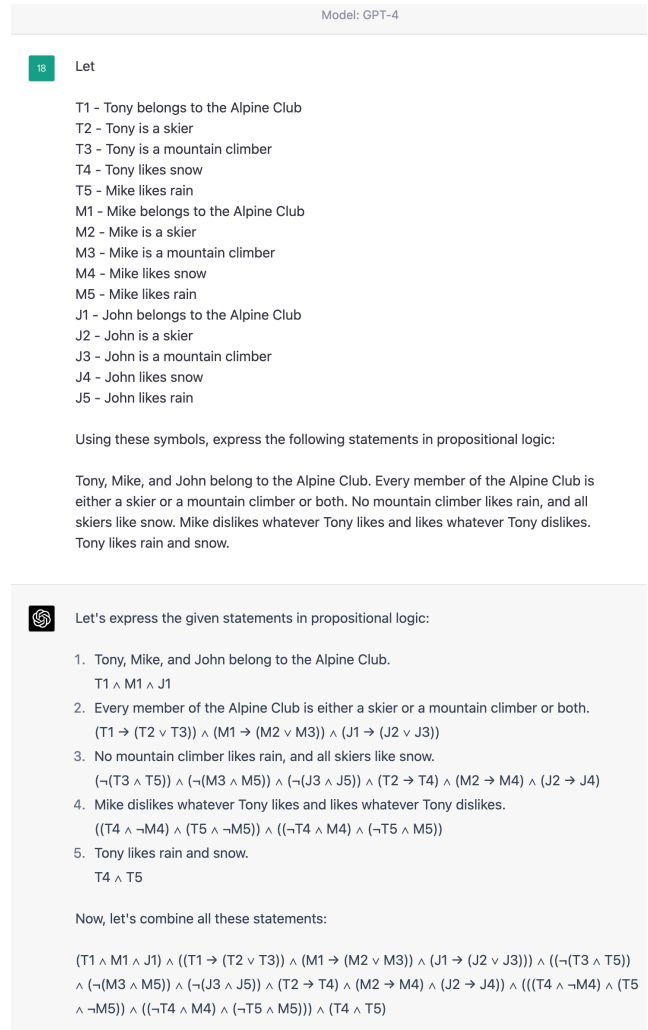 Model: GPT-4
18
Let
T1 - Tony belongs to the Alpine Club
T2 - Tony is a skier
T3 - Tony is a mountain climber
T4 - Tony likes snow
T5 - Mike likes rain
M1 - Mike belongs to the Alpine Club
M2 - Mike is a skier
M3 - Mike is a mountain climber
M4 - Mike likes snow
M5 - Mike likes rain
J1 - John belongs to the Alpine Club
J2 - John is a skier
J3 - John is a mountain climber
J4 - John likes snow
J5 - John likes rain
Using these symbols, express the following statements in propositional logic:
Tony, Mike, and John belong to the Alpine Club. Every member of the Alpine Club is
either a skier or a mountain climber or both. No mountain climber likes rain, and all
skiers like snow. Mike dislikes whatever Tony likes and likes whatever Tony dislikes.
Tony likes rain and snow.
Let's express the given statements in propositional logic:
1. Tony, Mike, and John belong to the Alpine Club.
T1 ∧ M1 ∧ J1
2. Every member of the Alpine Club is either a skier or a mountain climber or both.
(T1 → (T2 ∨ T3)) ∧ (M1 → (M2 ∨ M3)) ∧ (J1 → (J2 ∨ J3))
3. No mountain climber likes rain, and all skiers like snow.
(¬(T3 ∧ T5)) ∧ (¬(M3 ∧ M5)) ∧ (¬(J3 ∧ J5)) ∧ (T2 → T4) ∧ (M2 → M4) ∧ (J2 → J4)
4. Mike dislikes whatever Tony likes and likes whatever Tony dislikes.
((T4 ∧ ¬M4) ∧ (T5 ∧ ¬M5)) ∧ ((¬T4 ∧ M4) ∧ (¬T5 ∧ M5))
5. Tony likes rain and snow.
T4 ∧ T5
Now, let's combine all these statements:
(T1 ∧ M1 ∧ J1) ∧ ((T1 → (T2 ∨ T3)) ∧ (M1 → (M2 ∨ M3)) ∧ (J1 → (J2 ∨ J3))) ∧ ((¬(T3 ∧ T5))
∧ (¬(M3 ∧ M5)) ∧ (¬(J3 ∧ J5)) ∧ (T2 → T4) ∧ (M2 → M4) ∧ (J2 → J4)) ∧ (((T4 ∧ ¬M4) ∧ (T5
∧ ¬M5)) ∧ ((¬T4 ∧ M4) ∧ (¬T5 ∧ M5))) ∧ (T4 ∧ T5)